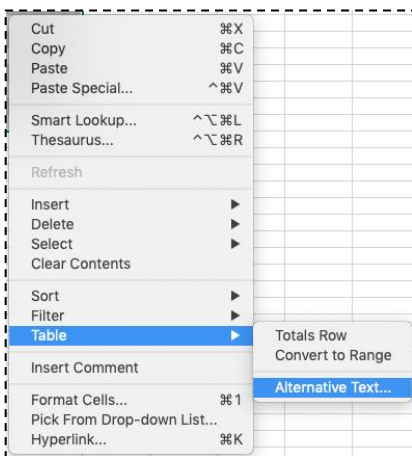 Cut ⌘X
Copy ⌘C
Paste ⌘V
Paste Special... ^⌘V
Smart Lookup... ^⌥⌘L
Thesaurus... ^⌥⌘R
Refresh
Insert ▶
Delete ▶
Select ▶
Clear Contents
Sort ▶
Filter ▶
Table ▶
Totals Row
Convert to Range
Alternative Text...
Insert Comment
Format Cells... ⌘1
Pick From Drop-down List...
Hyperlink... ⌘K